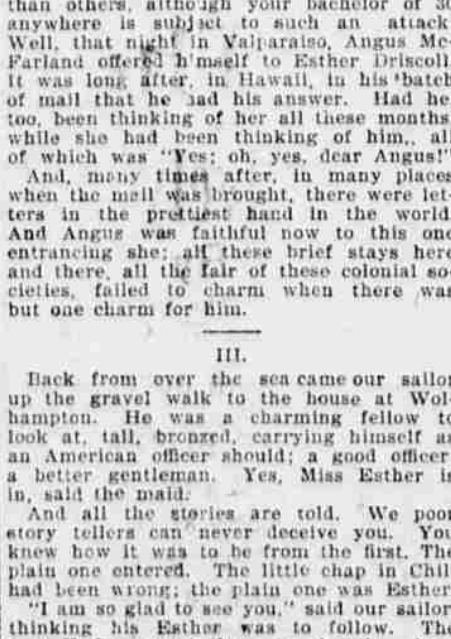 than others, although your bachelor of 30
anywhere is subject to such an attack.
Well, that night in Valparaiso, Angus Mc-
Farland offered h'mself to Esther Driscoll.
It was long after, in Hawaii, in his 'batch
of mail that he had his answer. Had he,
too, been thinking of her all these months,
while she had been thinking of him,. all
of which was "Yes; oh, yes, dear Angus!"
And, many times after, in many places
when the mail was brought, there were let-
ters in the prettiest hand in the world.
And Angus was faithful now to this one
entrancing she; all these brief stays here
and there, all the fair of these colonial so-
cieties, failed to charm when there was
but one charm for him.
III.
Back from over the sea came our sailor
up the gravel walk to the house at Wol-
hampton. He was a charming fellow to
look at, tall, bronzed, carrying himself as
an American officer should; a good officer,
a better gentleman. Yes, Miss Esther is
in, said the maid.
And all the stories are told. We poor
story tellers can never deceive you. You
knew how it was to be from the first. The
plain one entered. The little chap in Chili
had been wrong; the plain one was Esther.
"I am so glad to see you," said our sailor,
thinking his Esther was to follow. The